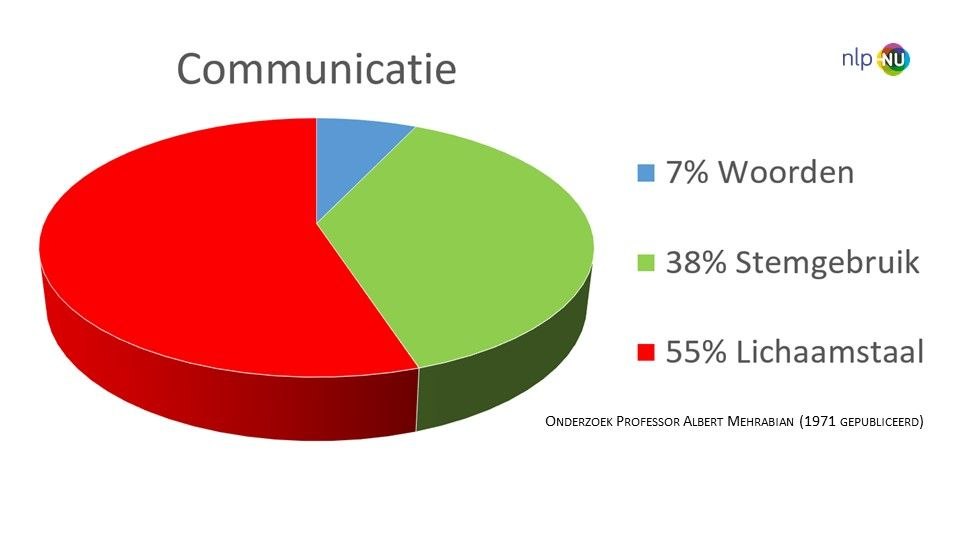 Communicatie
nlp NU
7% Woorden
38% Stemgebruik
55% Lichaamstaal
Onderzoek Professor Albert Mehrabian (1971 gepubliceerd)